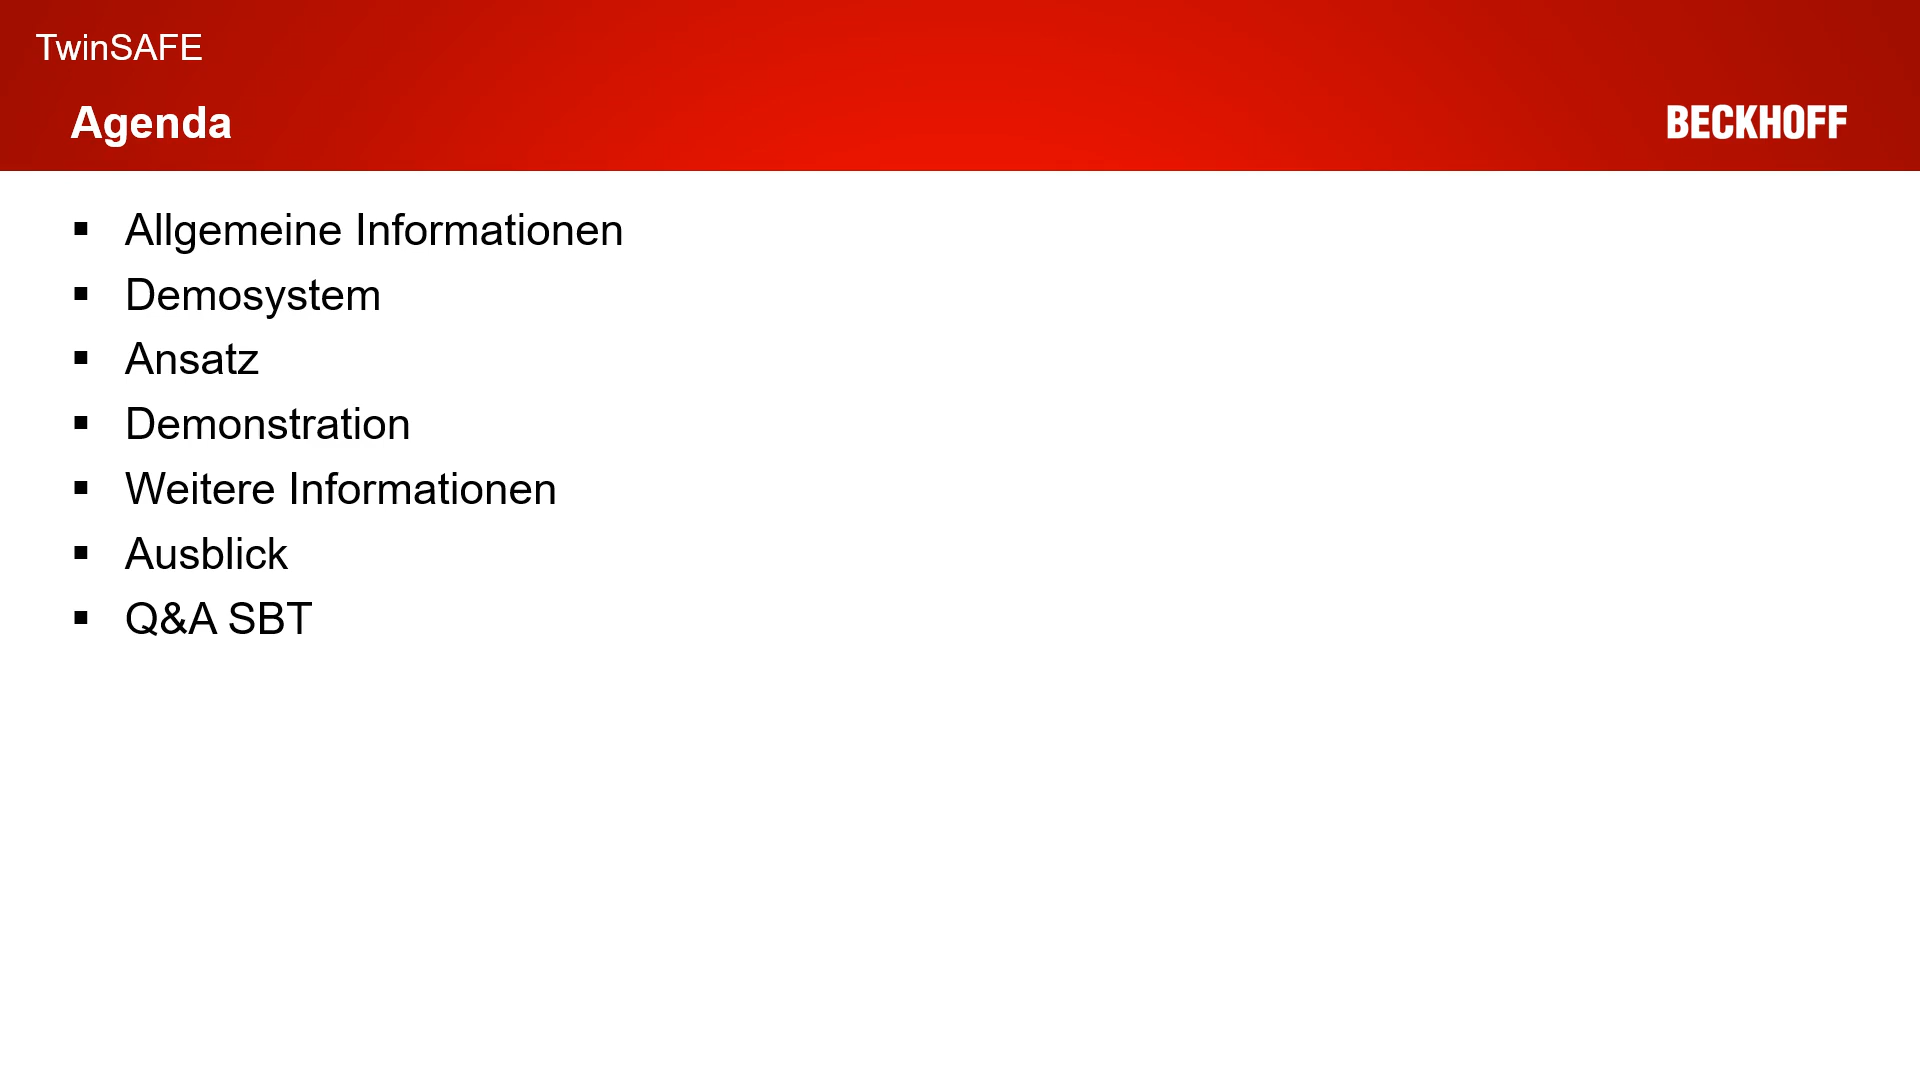 TwinSAFE
Agenda
BECKHOFF
▪ Allgemeine Informationen
▪ Demosystem
▪ Ansatz
▪ Demonstration
▪ Weitere Informationen
▪ Ausblick
▪ Q&A SBT